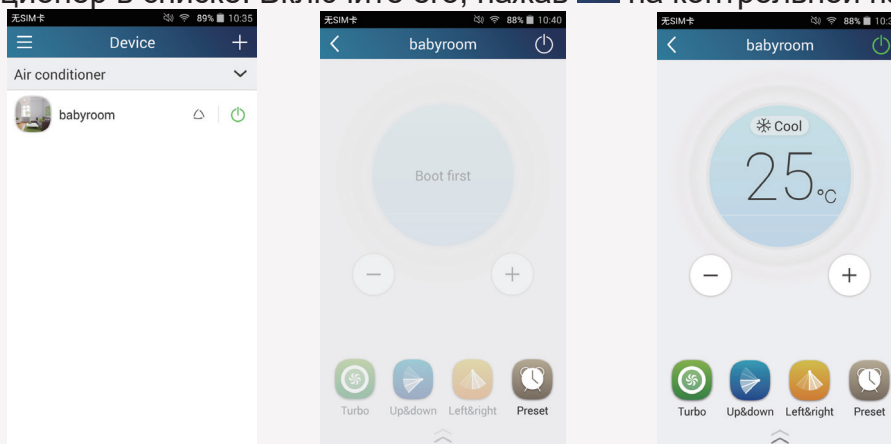 кондиционер в списке. Включите его, нажав на контрольной
无SIM卡 89% 10:35
Device
Air conditioner
babyroom
无SIM卡 88% 10:40
babyroom
Boot first
Turbo Up&down Left&right Preset
无SIM卡 88%
babyroom
Cool
25°C
Turbo Up&down Left&right Preset